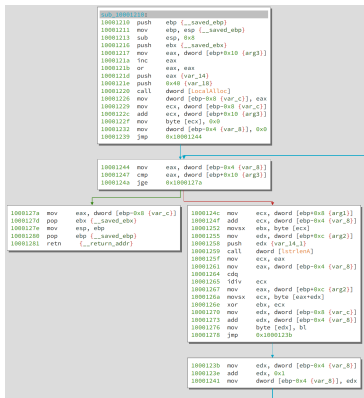 sub_10001210:
10001210 push ebp {__saved_ebp}
10001211 mov ebp, esp {__saved_ebp}
10001213 sub esp, 0x8
10001216 push ebx {__saved_ebx}
10001217 mov eax, dword [ebp+0x10 {arg3}]
1000121a inc eax
1000121b or eax, eax
1000121d push eax {var_14}
1000121e push 0x40 {var_18}
10001220 call dword [LocalAlloc]
10001226 mov dword [ebp-0x8 {var_c}], eax
10001229 mov ecx, dword [ebp-0x8 {var_c}]
1000122c add ecx, dword [ebp+0x10 {arg3}]
1000122f mov byte [ecx], 0x0
10001232 mov dword [ebp-0x4 {var_8}], 0x0
10001239 jmp 0x10001244
10001244 mov eax, dword [ebp-0x4 {var_8}]
10001247 cmp eax, dword [ebp+0x10 {arg3}]
1000124a jge 0x1000127a
1000127a mov eax, dword [ebp-0x8 {var_c}]
1000127d pop ebx {__saved_ebx}
1000127e mov esp, ebp
10001280 pop ebp {__saved_ebp}
10001281 retn {__return_addr}
1000124c mov ecx, dword [ebp+0x8 {arg1}]
1000124f add ecx, dword [ebp-0x4 {var_8}]
10001252 movsx ebx, byte [ecx]
10001255 mov edx, dword [ebp+0xc {arg2}]
10001258 push edx {var_14_1}
10001259 call dword [lstrlenA]
1000125f mov ecx, eax
10001261 mov eax, dword [ebp-0x4 {var_8}]
10001264 cdq
10001265 idiv ecx
10001267 mov eax, dword [ebp+0xc {arg2}]
1000126a movsx ecx, byte [eax+edx]
1000126e xor ebx, ecx
10001270 mov edx, dword [ebp-0x8 {var_c}]
10001273 add edx, dword [ebp-0x4 {var_8}]
10001276 mov byte [edx], bl
10001278 jmp 0x1000123b
1000123b mov edx, dword [ebp-0x4 {var_8}]
1000123e add edx, 0x1
10001241 mov dword [ebp-0x4 {var_8}], edx